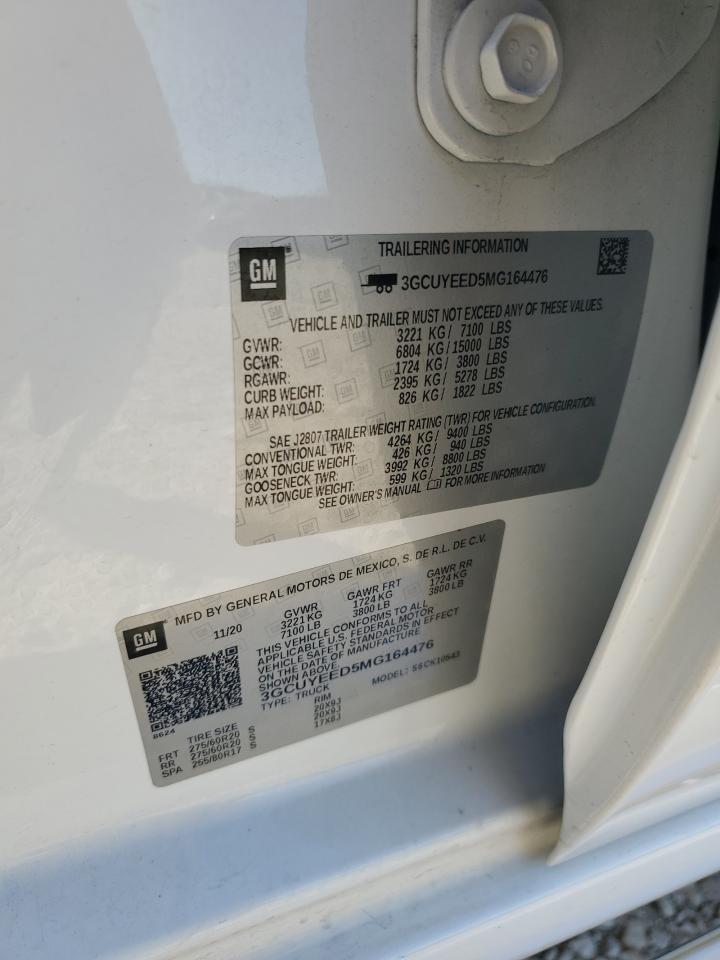 GM
TRAILERING INFORMATION
3GCUYEED5MG164476
VEHICLE AND TRAILER MUST NOT EXCEED ANY OF THESE VALUES.
GVWR: 3221 KG/ 7100 LBS
GCWR: 6804 KG/15000 LBS
RGAWR: 1724 KG/ 3800 LBS
CURB WEIGHT: 2395 KG/ 5278 LBS
MAX PAYLOAD: 826 KG/ 1822 LBS
SAE J2807 TRAILER WEIGHT RATING (TWR) FOR VEHICLE CONFIGURATION.
CONVENTIONAL TWR: 4264 KG/ 9400 LBS
MAX TONGUE WEIGHT: 426 KG/ 940 LBS
GOOSENECK TWR: 3992 KG/ 8800 LBS
MAX TONGUE WEIGHT: 599 KG/ 1320 LBS
SEE OWNER'S MANUAL FOR MORE INFORMATION
GM
MFD BY GENERAL MOTORS DE MEXICO, S. DE R.L. DE C.V.
11/20 GVWR GAWR FRT GAWR RR
3221 KG 1724 KG 1724 KG
7100 LB 3800 LB 3800 LB
THIS VEHICLE CONFORMS TO ALL
APPLICABLE U.S. FEDERAL MOTOR
VEHICLE SAFETY STANDARDS IN EFFECT
ON THE DATE OF MANUFACTURE
3GCUYEED5MG164476
TYPE: TRUCK MODEL:
8624
TIRE SIZE RIM
FRT 275/60R20 S 20X9J
RR 275/60R20 S 20X9J
SPA 255/80R17 S 17X8J